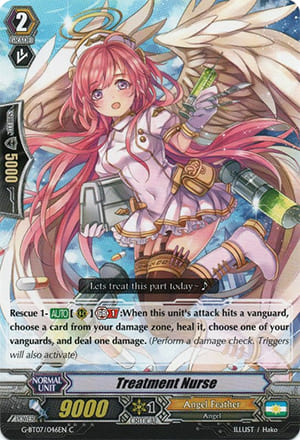 2
GRADE
5000
Lets treat this part today~♪
Rescue 1- AUTO [ ] CB 1 :When this unit's attack hits a vanguard,
choose a card from your damage zone, heal it, choose one of your
vanguards, and deal one damage. (Perform a damage check. Triggers
will also activate)
NORMAL
UNIT
Treatment Nurse
9000
1
CRITICAL
Angel Feather
Angel
G-BT07/046EN C
ILLUST / Hako